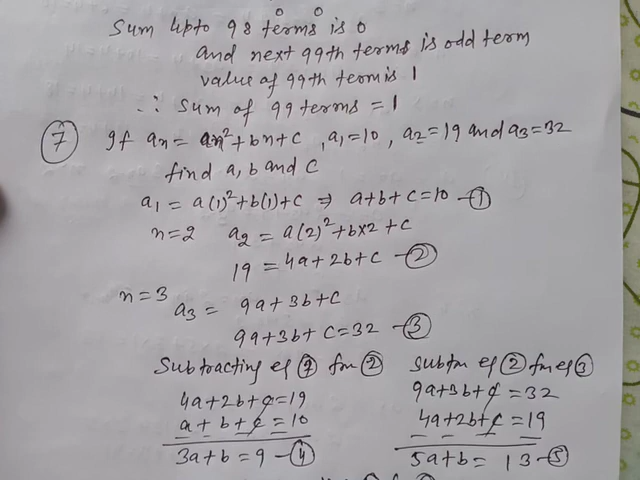 Sum upto 98 terms is 0
and next 99th terms is odd term
value of 99th term is 1
∴ Sum of 99 terms = 1
⑦ If an = an²+bn+c , a1=10, a2=19 and a3=32
find a, b and c
a1 = a(1)²+b(1)+c ⇒ a+b+c=10 -①
n=2 a2 = a(2)²+b×2+c
19 = 4a+2b+c -②
n=3 a3 = 9a+3b+c
9a+3b+c=32 -③
Subtracting eq ① fm ②
4a+2b+c=19
a+b+c=10
- - - -
3a+b=9 -④
Subtn eq ② fm eq ③
9a+3b+c=32
4a+2b+c=19
- - - -
5a+b= 13 -⑤